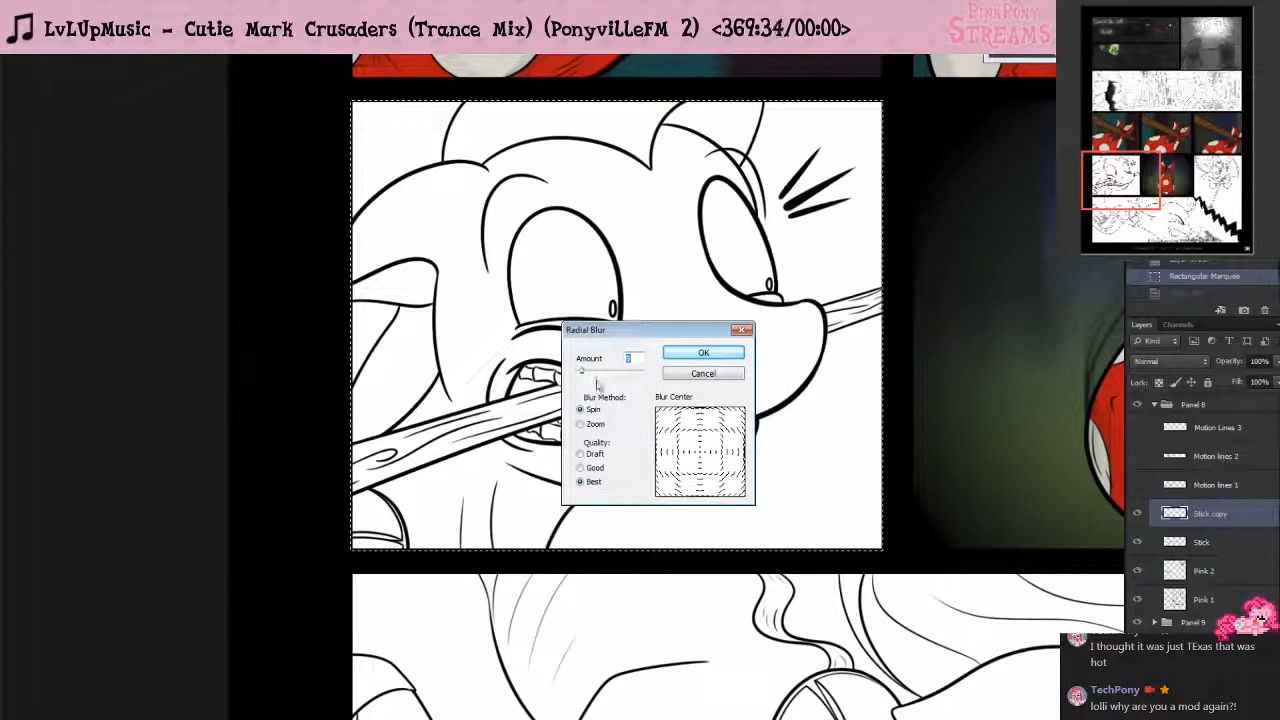 LvLUpMusic - Cutie Mark Crusaders (Trance Mix) (PonyvilleFM 2) <369:34/00:00>
PinkPony
Streams
Rectangular Marquee
Layers
Channels
Kind
Normal
Opacity: 100%
Lock:
Fill: 100%
Panel 8
Motion Lines 3
Motion lines 2
Motion lines 1
Stick copy
Stick
Pink 2
Pink 1
Panel 9
Radial Blur
Amount
OK
Cancel
Blur Method:
Spin
Zoom
Blur Center
Quality:
Draft
Good
Best
I thought it was just TExas that was
hot
TechPony
lolli why are you a mod again?!